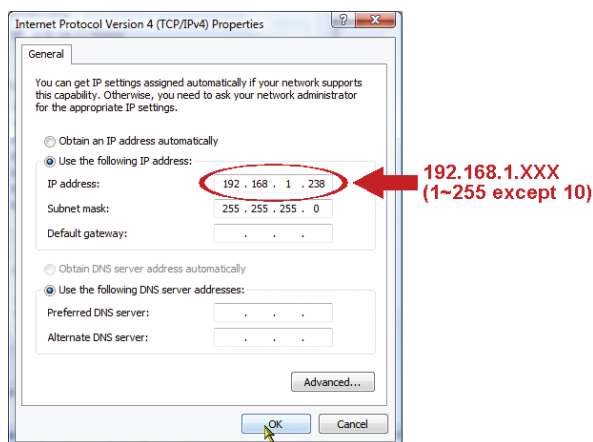 Internet Protocol Version 4 (TCP/IPv4) Properties
General
You can get IP settings assigned automatically if your network supports
this capability. Otherwise, you need to ask your network administrator
for the appropriate IP settings.
Obtain an IP address automatically
Use the following IP address:
IP address: 192 . 168 . 1 . 238
192.168.1.XXX
(1~255 except 10)
Subnet mask: 255 . 255 . 255 . 0
Default gateway: . . .
Obtain DNS server address automatically
Use the following DNS server addresses:
Preferred DNS server: . . .
Alternate DNS server: . . .
Advanced...
OK Cancel